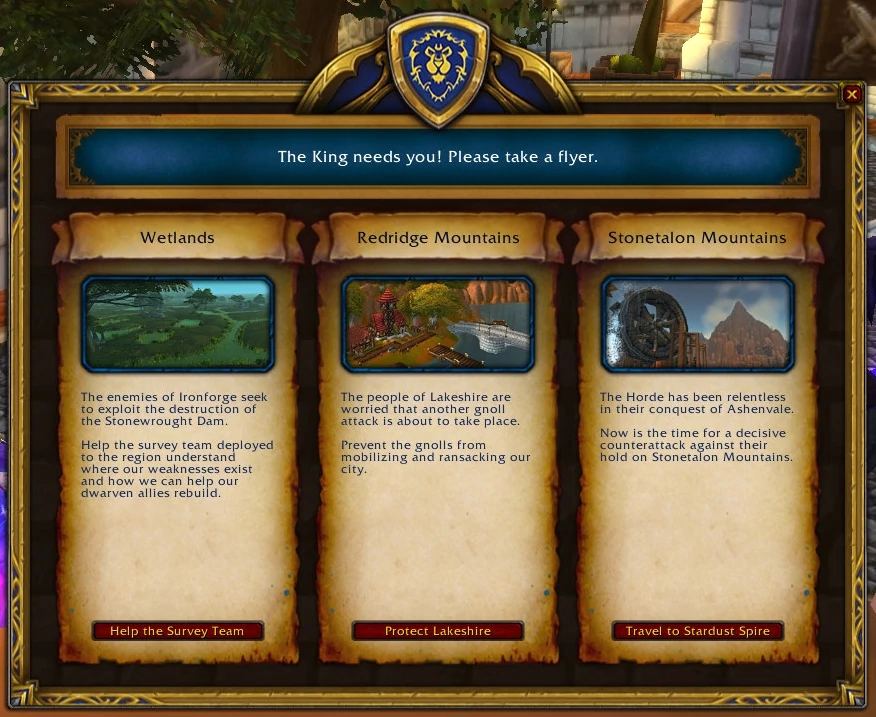 The King needs you! Please take a flyer.
Wetlands
The enemies of Ironforge seek
to exploit the destruction of
the Stonewrought Dam.
Help the survey team deployed
to the region understand
where our weaknesses exist
and how we can help our
dwarven allies rebuild.
Help the Survey Team
Redridge Mountains
The people of Lakeshire are
worried that another gnoll
attack is about to take place.
Prevent the gnolls from
mobilizing and ransacking our
city.
Protect Lakeshire
Stonetalon Mountains
The Horde has been relentless
in their conquest of Ashenvale.
Now is the time for a decisive
counterattack against their
hold on Stonetalon Mountains.
Travel to Stardust Spire